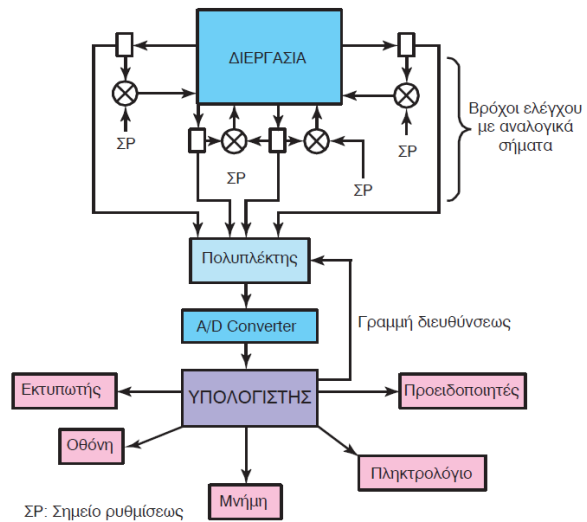 ΔΙΕΡΓΑΣΙΑ
Βρόχοι ελέγχου
με αναλογικά
σήματα
ΣΡ
ΣΡ
ΣΡ
ΣΡ
Πολυπλέκτης
A/D Converter
Γραμμή διευθύνσεως
ΥΠΟΛΟΓΙΣΤΗΣ
Εκτυπωτής
Προειδοποιητές
Οθόνη
Πληκτρολόγιο
Μνήμη
ΣΡ: Σημείο ρυθμίσεως